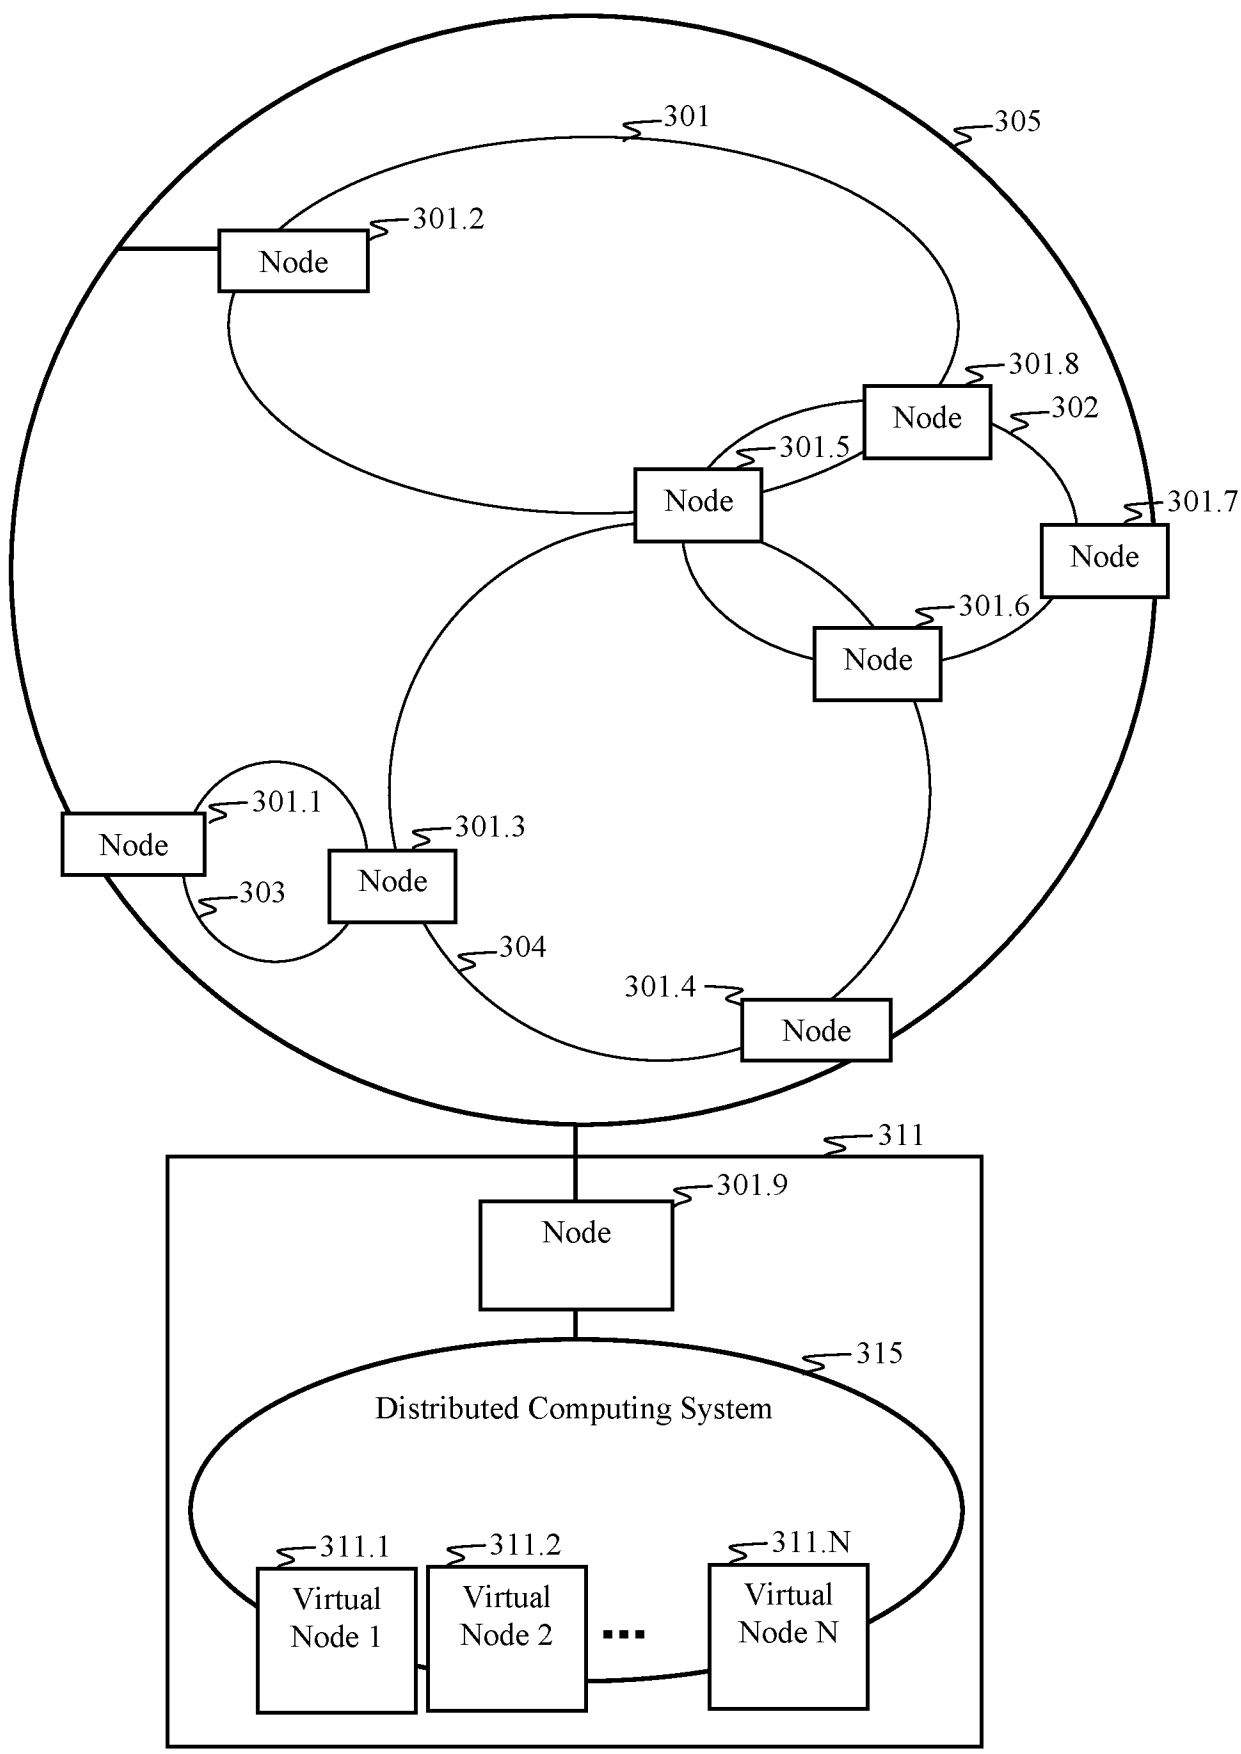 301
305
301.2
Node
301.8
Node
302
301.5
Node
301.7
Node
301.6
Node
301.1
Node
301.3
Node
303
304
301.4
Node
311
301.9
Node
315
Distributed Computing System
311.1
Virtual
Node 1
311.2
Virtual
Node 2
...
311.N
Virtual
Node N